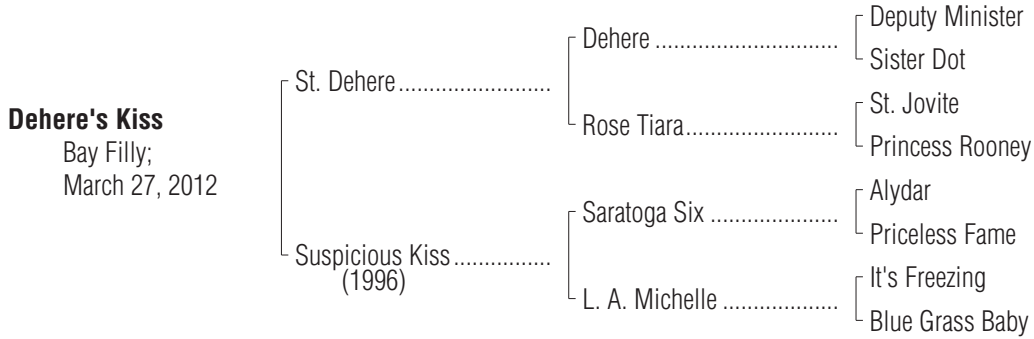 Deputy Minister
Dehere
Sister Dot
St. Dehere
St. Jovite
Rose Tiara
Princess Rooney
Dehere's Kiss
Bay Filly;
March 27, 2012
Alydar
Saratoga Six
Priceless Fame
Suspicious Kiss
(1996)
It's Freezing
L. A. Michelle
Blue Grass Baby